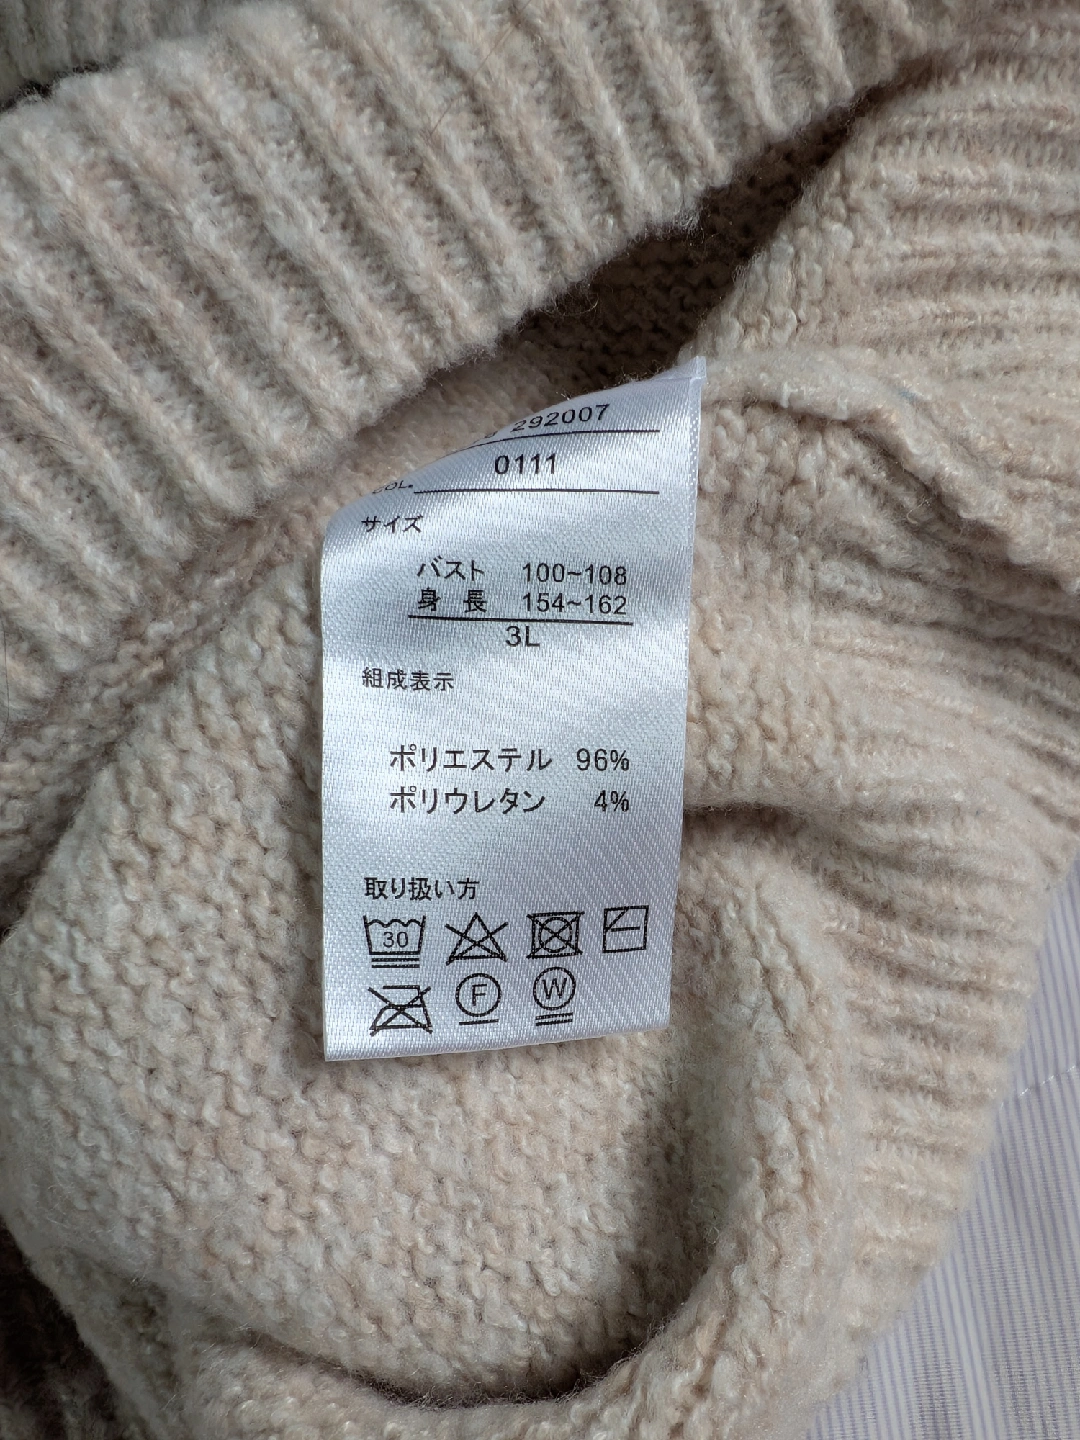 292007
0111
COL.
サイズ
バスト 100~108
身 長 154~162
3L
組成表示
ポリエステル 96%
ポリウレタン 4%
取り扱い方
30
F W